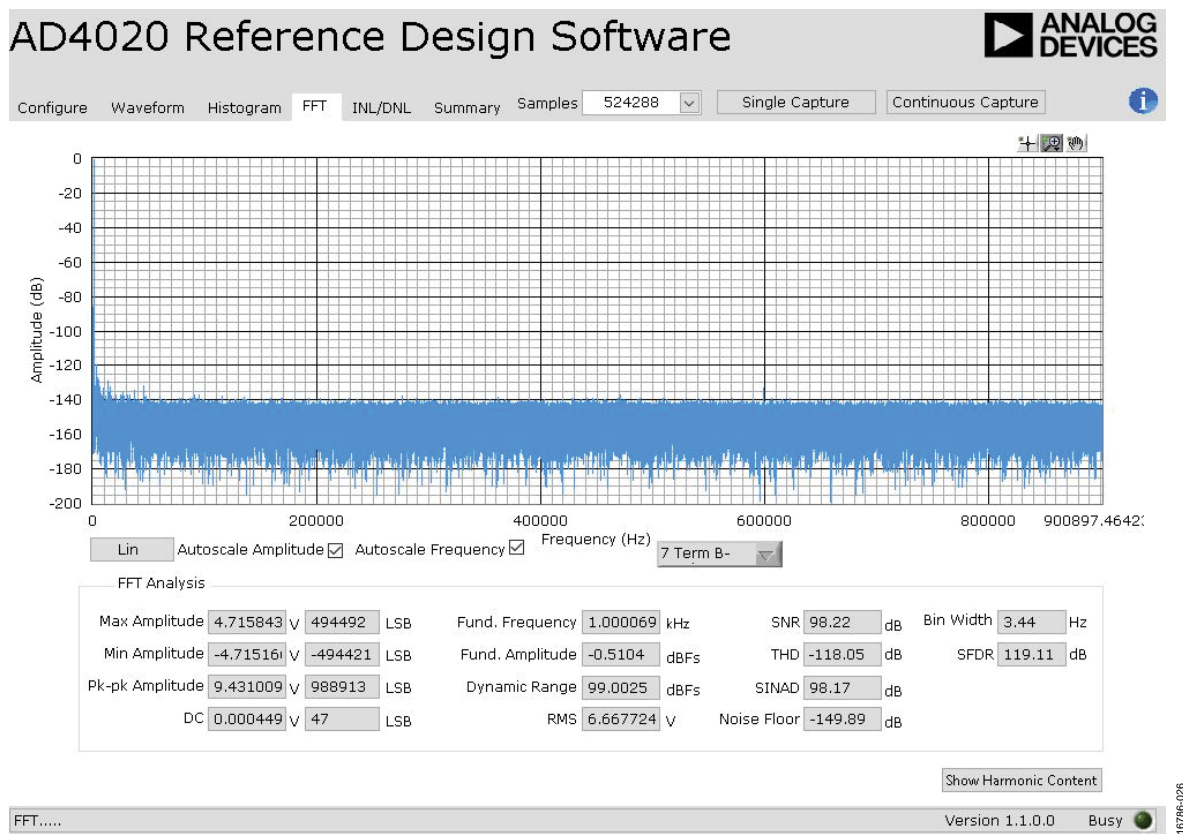 AD4020 Reference Design Software
ANALOG DEVICES
Configure Waveform Histogram FFT INL/DNL Summary Samples 524288 Single Capture Continuous Capture i
Amplitude (dB)
0
-20
-40
-60
-80
-100
-120
-140
-160
-180
-200
0 200000 400000 600000 800000 900897.4642
Frequency (Hz)
Lin Autoscale Amplitude Autoscale Frequency 7 Term B-
FFT Analysis
Max Amplitude 4.715843 V 494492 LSB Fund. Frequency 1.000069 kHz SNR 98.22 dB Bin Width 3.44 Hz
Min Amplitude -4.71516 V -494421 LSB Fund. Amplitude -0.5104 dBFs THD -118.05 dB SFDR 119.11 dB
Pk-pk Amplitude 9.431009 V 988913 LSB Dynamic Range 99.0025 dBFs SINAD 98.17 dB
DC 0.000449 V 47 LSB RMS 6.667724 V Noise Floor -149.89 dB
Show Harmonic Content
FFT..... Version 1.1.0.0 Busy
16786-026